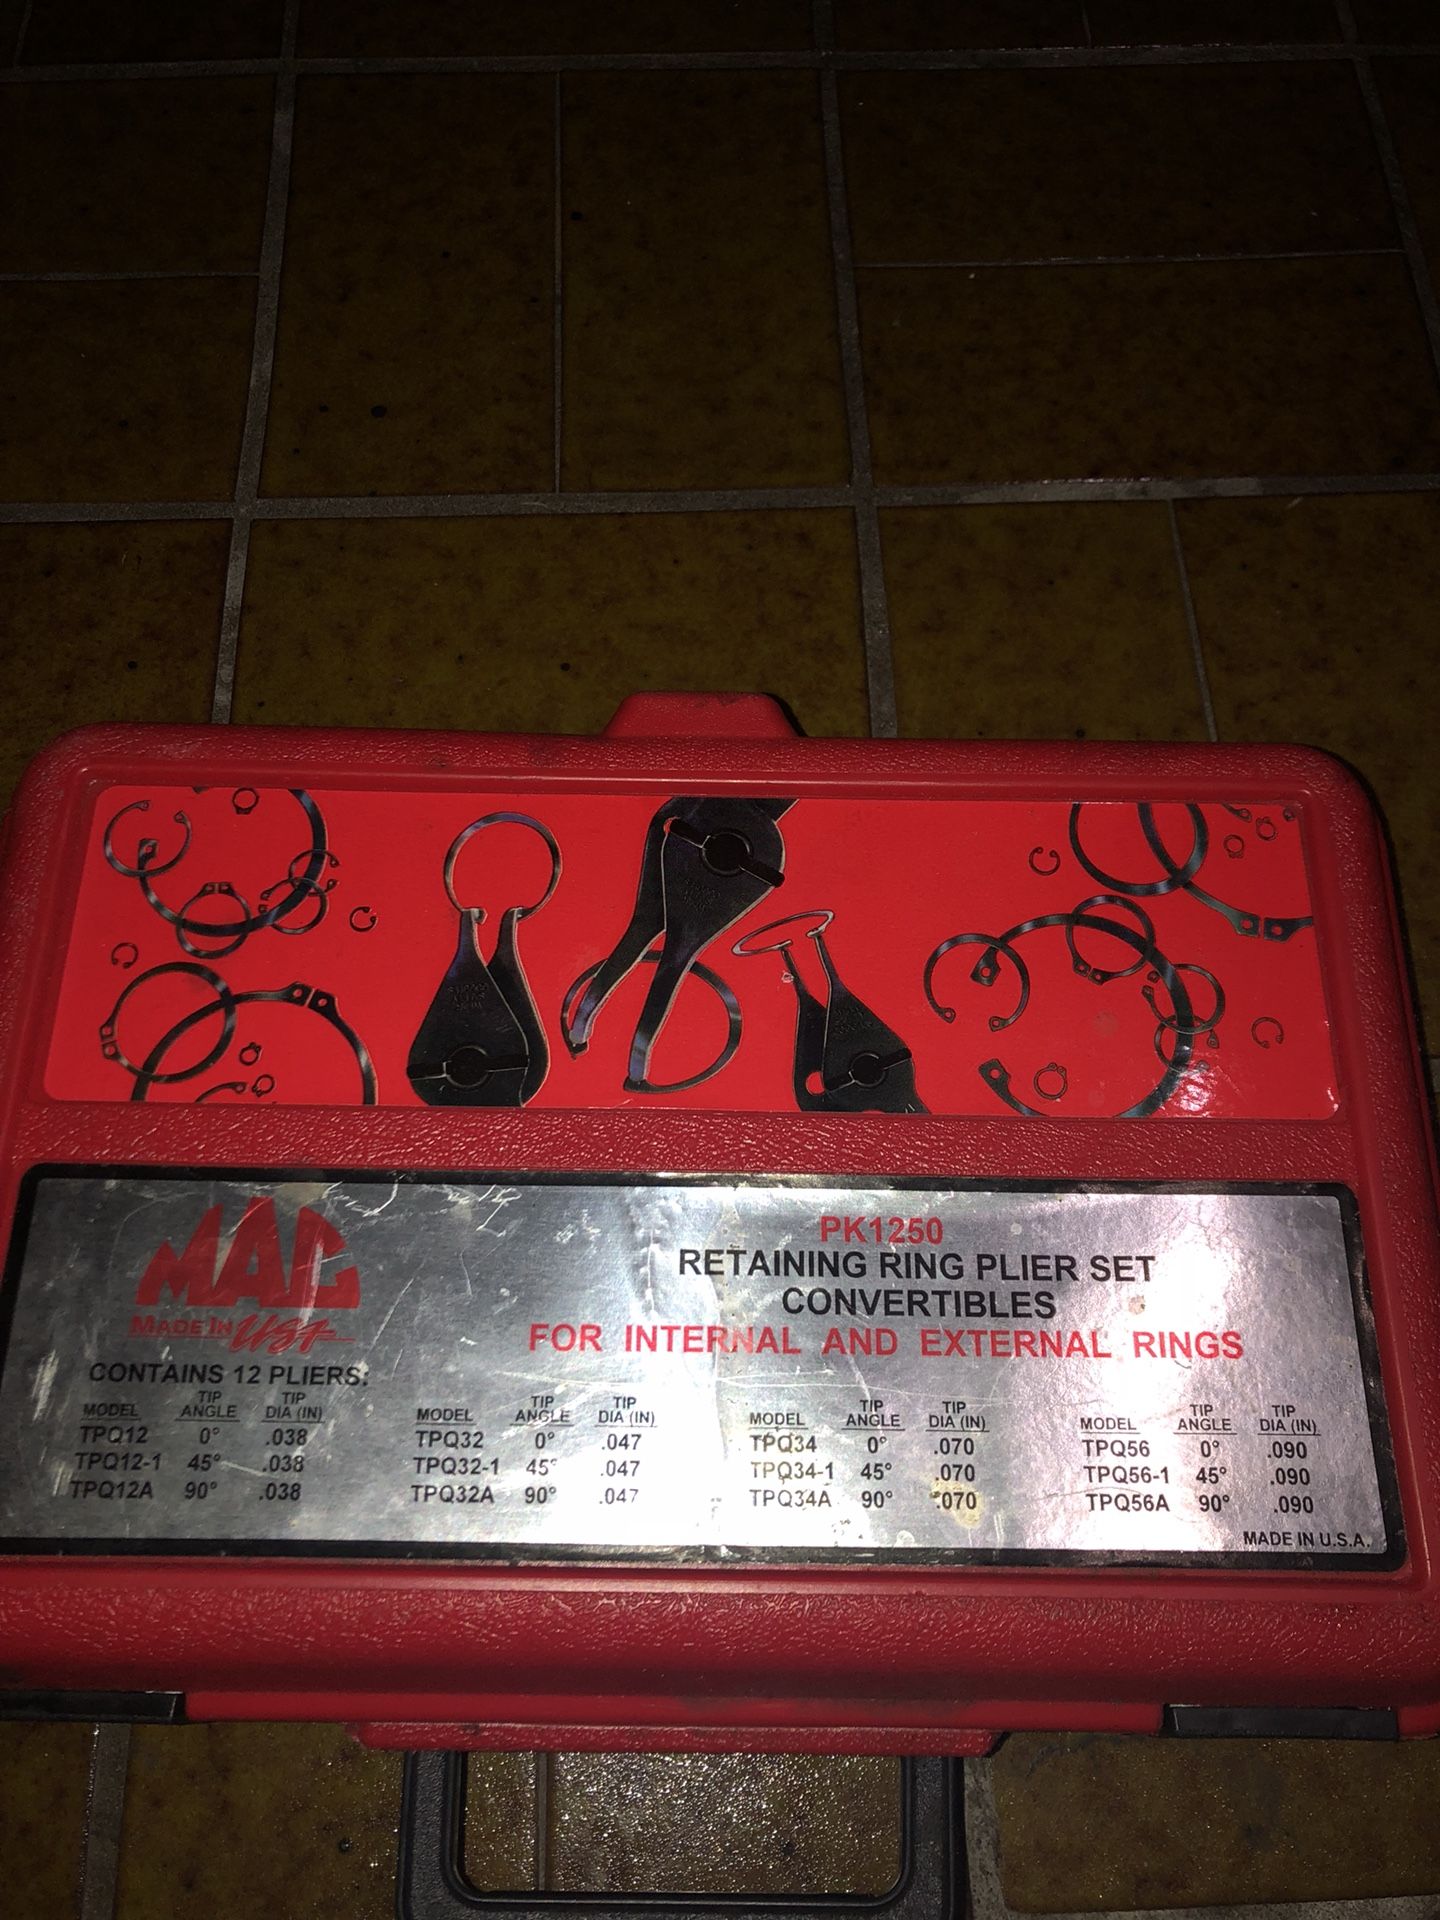 MAC
MADE IN USA
PK1250
RETAINING RING PLIER SET
CONVERTIBLES
FOR INTERNAL AND EXTERNAL RINGS
CONTAINS 12 PLIERS:
MODEL TIP ANGLE TIP DIA (IN)
TPQ12 0° .038
TPQ12-1 45° .038
TPQ12A 90° .038
MODEL TIP ANGLE TIP DIA (IN)
TPQ32 0° .047
TPQ32-1 45° .047
TPQ32A 90° .047
MODEL TIP ANGLE TIP DIA (IN)
TPQ34 0° .070
TPQ34-1 45° .070
TPQ34A 90° .070
MODEL TIP ANGLE TIP DIA (IN)
TPQ56 0° .090
TPQ56-1 45° .090
TPQ56A 90° .090
MADE IN U.S.A.